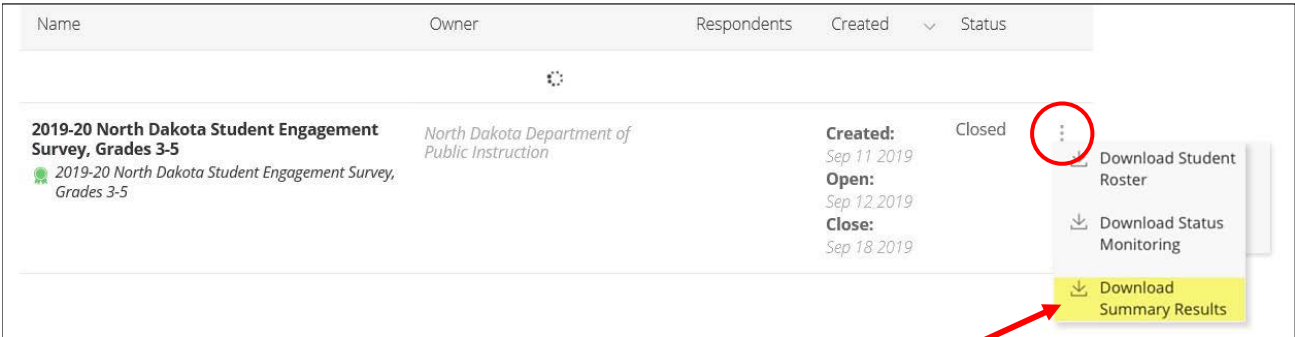 Name Owner Respondents Created Status
2019-20 North Dakota Student Engagement
Survey, Grades 3-5
2019-20 North Dakota Student Engagement Survey,
Grades 3-5
North Dakota Department of
Public Instruction
Created:
Sep 11 2019
Open:
Sep 12 2019
Close:
Sep 18 2019
Closed
Download Student
Roster
Download Status
Monitoring
Download
Summary Results